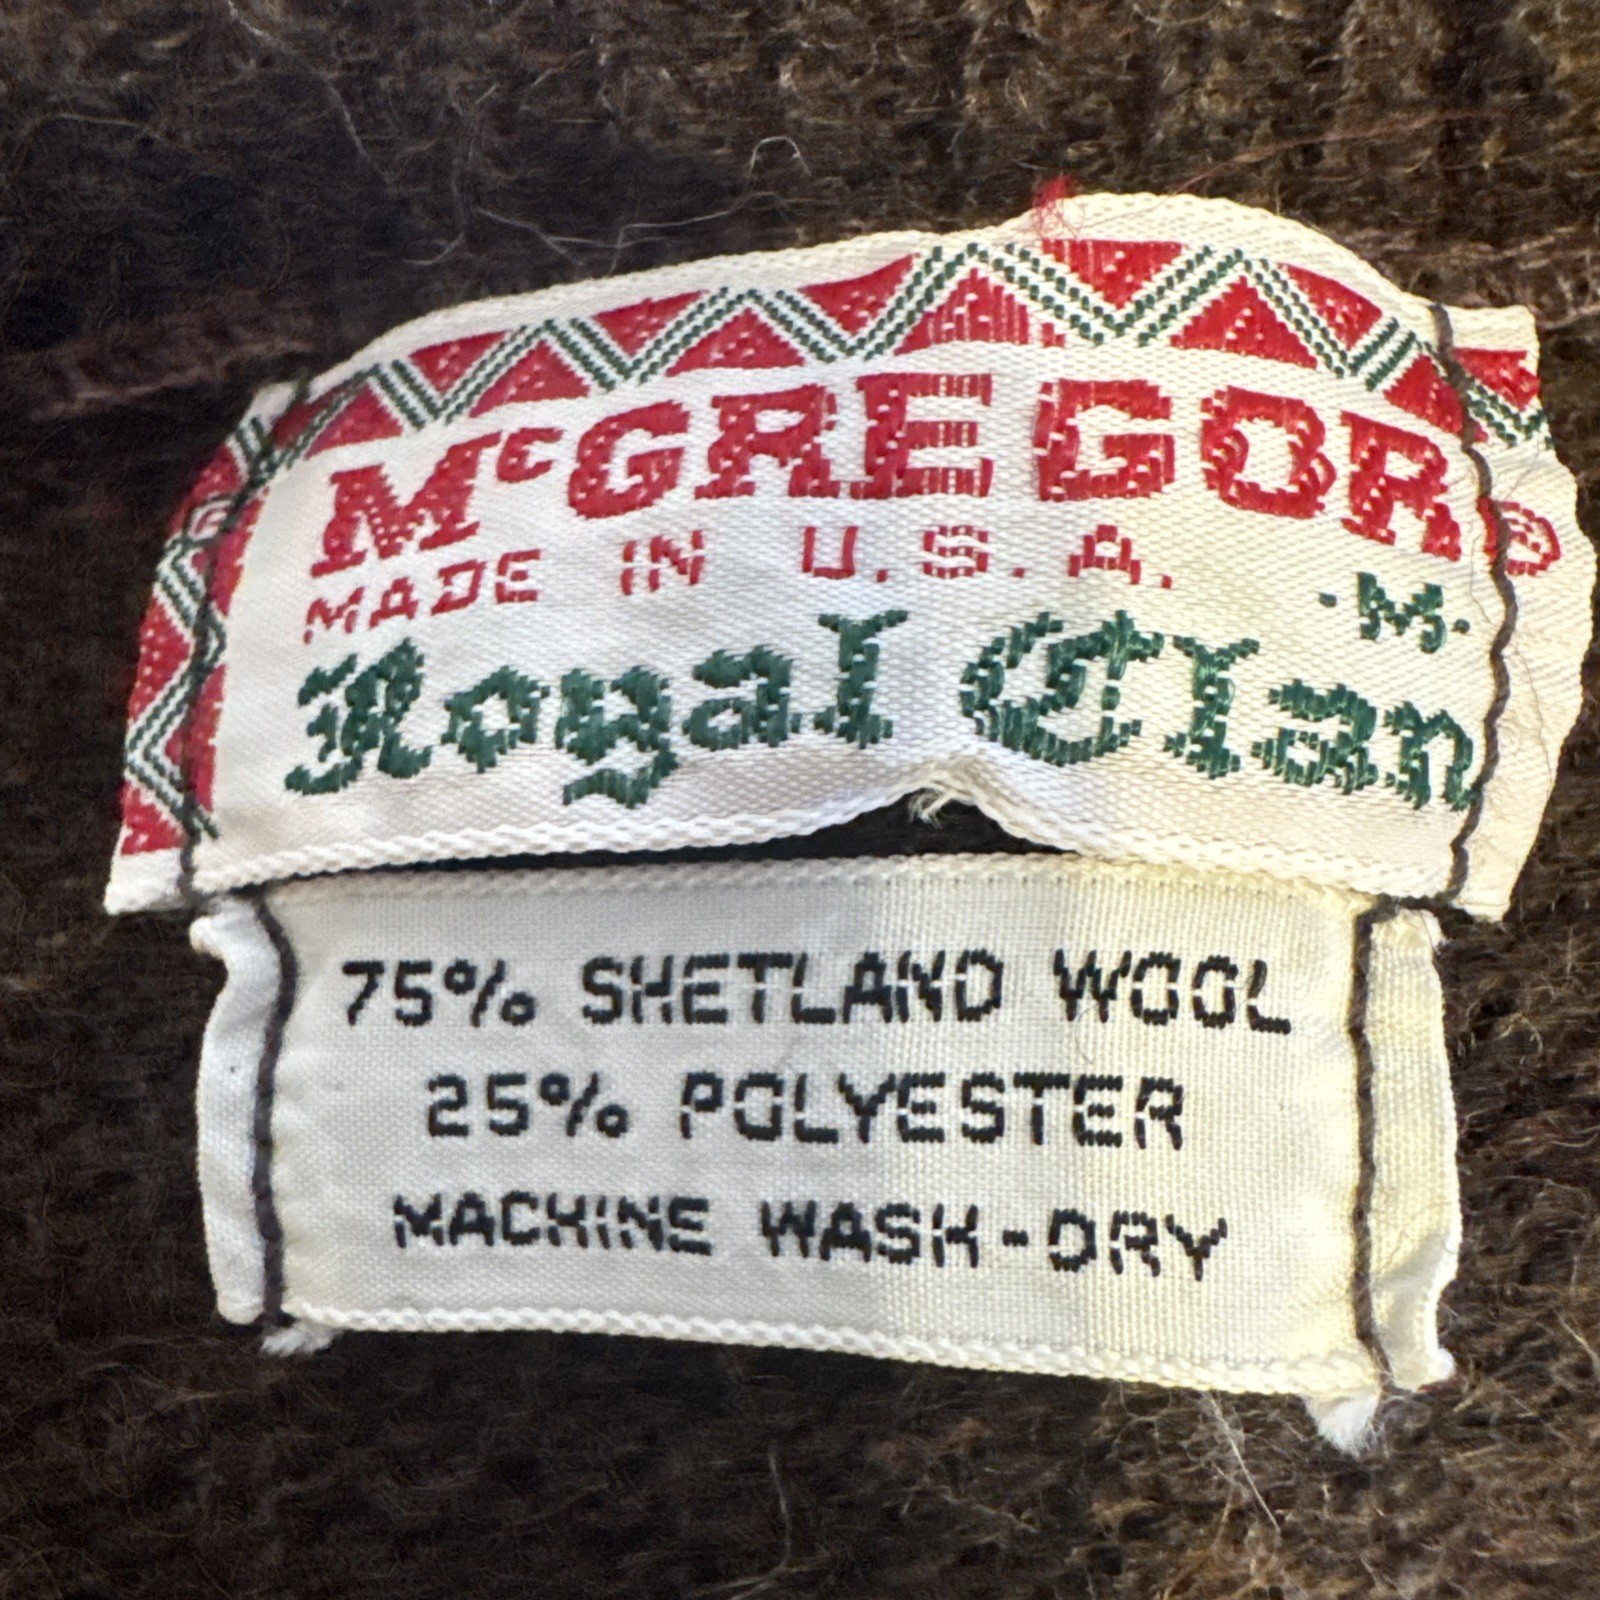 McGREGOR®
MADE IN U.S.A.
·M·
Royal Clan
75% SHETLAND WOOL
25% POLYESTER
MACHINE WASH-DRY